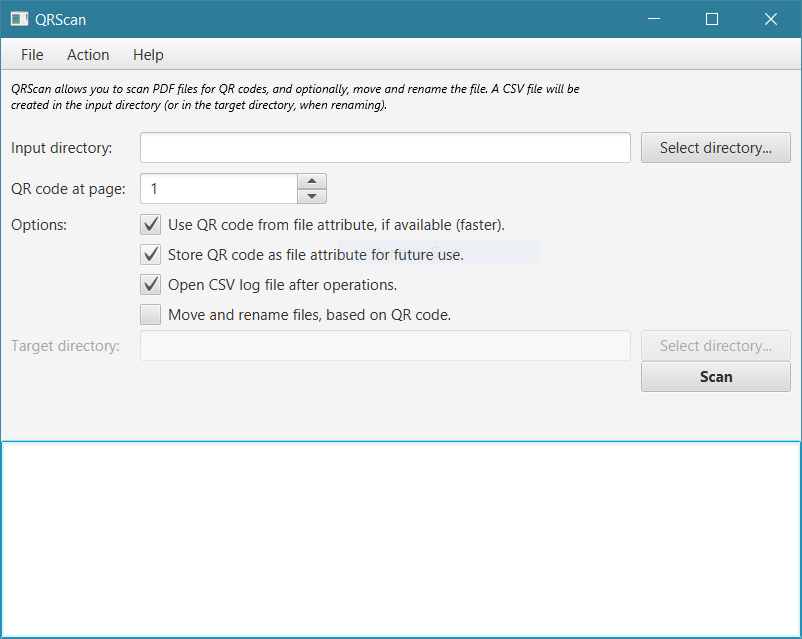 QRScan
File Action Help
QRScan allows you to scan PDF files for QR codes, and optionally, move and rename the file. A CSV file will be
created in the input directory (or in the target directory, when renaming).
Input directory: Select directory...
QR code at page: 1
Options: Use QR code from file attribute, if available (faster).
Store QR code as file attribute for future use.
Open CSV log file after operations.
Move and rename files, based on QR code.
Target directory: Select directory...
Scan